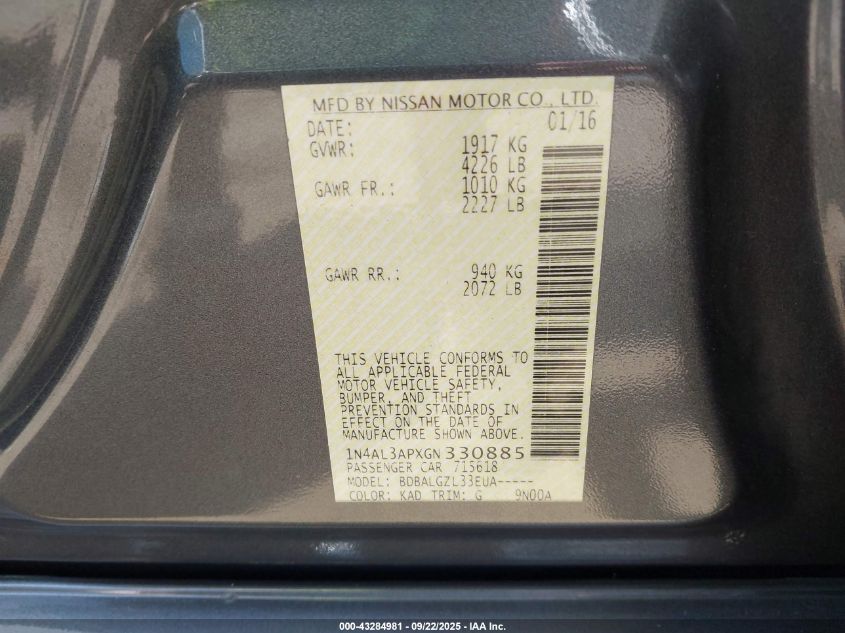 MFD BY NISSAN MOTOR CO., LTD.
DATE: 01/16
GVWR: 1917 KG
4226 LB
GAWR FR.: 1010 KG
2227 LB
GAWR RR.: 940 KG
2072 LB
THIS VEHICLE CONFORMS TO
ALL APPLICABLE FEDERAL
MOTOR VEHICLE SAFETY,
BUMPER, AND THEFT
PREVENTION STANDARDS IN
EFFECT ON THE DATE OF
MANUFACTURE SHOWN ABOVE.
1N4AL3APXGN330885
PASSENGER CAR 715618
MODEL: BDBALGZL33EUA-----
COLOR: KAD TRIM: G 9N00A
000-43284981 - 09/22/2025 - IAA Inc.